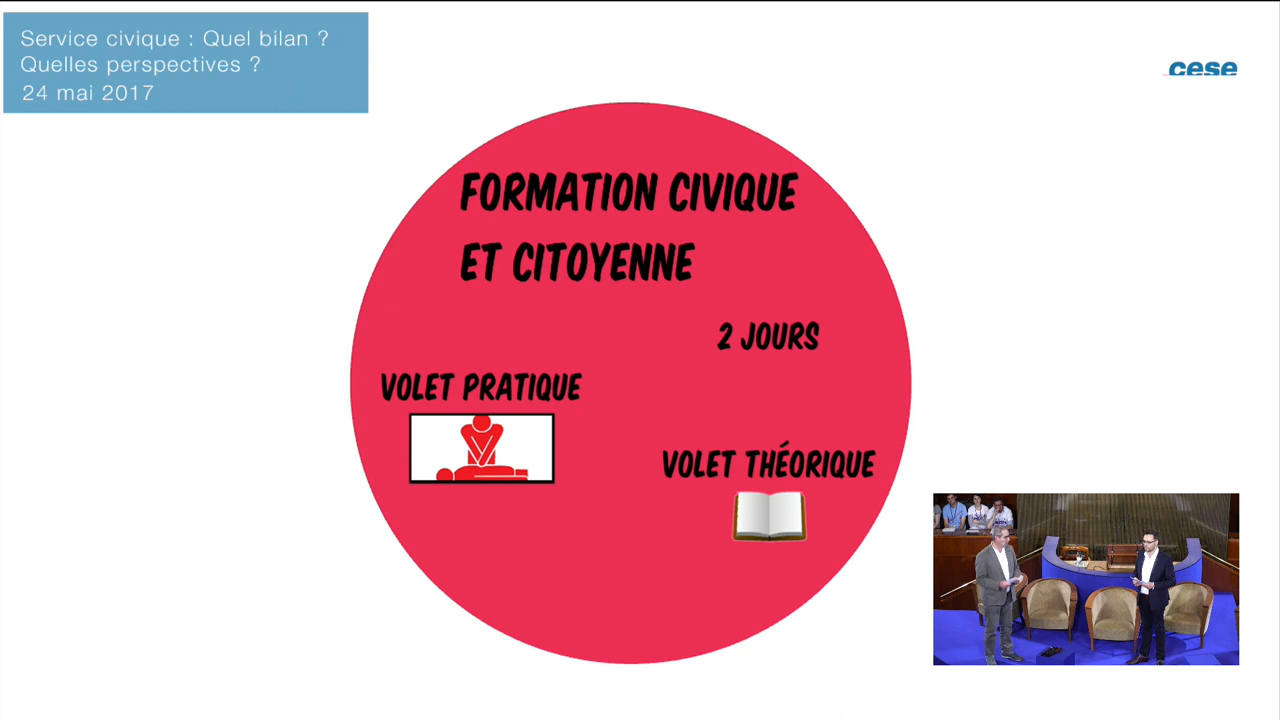 Service civique : Quel bilan ?
Quelles perspectives ?
24 mai 2017
cese
FORMATION CIVIQUE
ET CITOYENNE
2 JOURS
VOLET PRATIQUE
VOLET THÉORIQUE